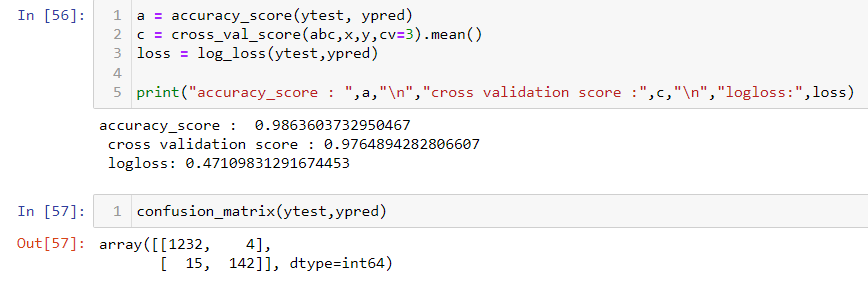 In [56]: 1 a = accuracy_score(ytest, ypred)
2 c = cross_val_score(abc,x,y,cv=3).mean()
3 loss = log_loss(ytest,ypred)
4
5 print("accuracy_score : ",a,"\n","cross validation score :",c,"\n","logloss:",loss)
accuracy_score :  0.9863603732950467
 cross validation score : 0.9764894282806607
 logloss: 0.47109831291674453
In [57]: 1 confusion_matrix(ytest,ypred)
Out[57]: array([[1232,    4],
       [  15,  142]], dtype=int64)